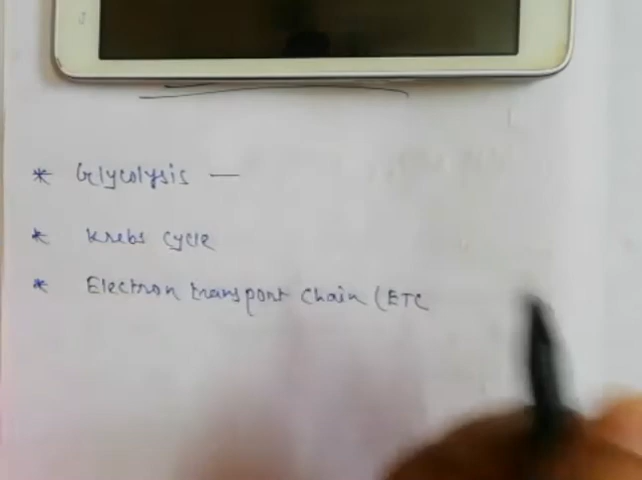 * Glycolysis —
* Krebs cycle
* Electron transport chain (ETC